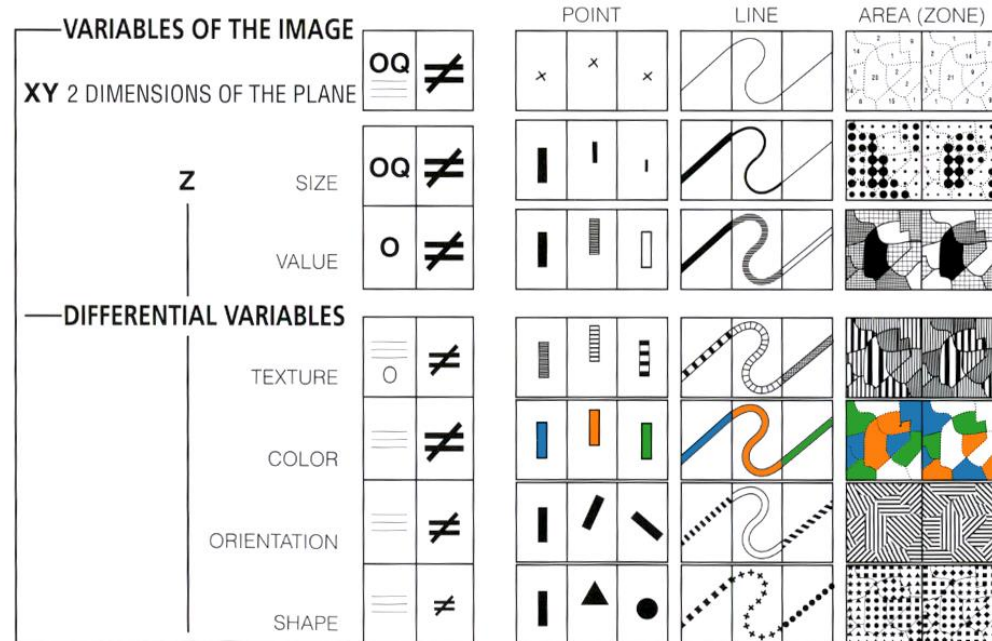 POINT LINE AREA (ZONE)
VARIABLES OF THE IMAGE
OQ ≠
XY 2 DIMENSIONS OF THE PLANE
Z
SIZE OQ ≠
VALUE O ≠
DIFFERENTIAL VARIABLES
TEXTURE O ≠
COLOR ≠
ORIENTATION ≠
SHAPE ≠